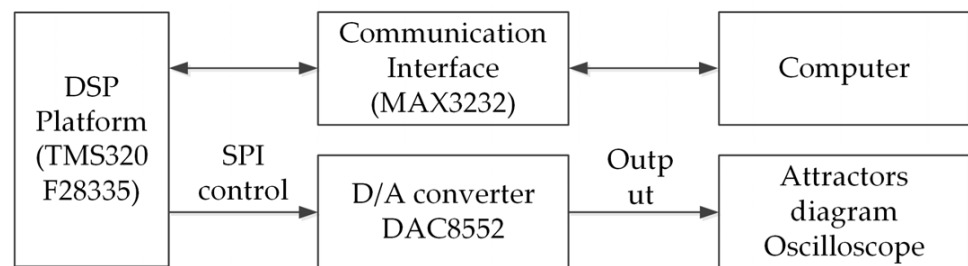 DSP
Platform
(TMS320
F28335)
Communication
Interface
(MAX3232)
Computer
SPI
control
D/A converter
DAC8552
Outp
ut
Attractors
diagram
Oscilloscope